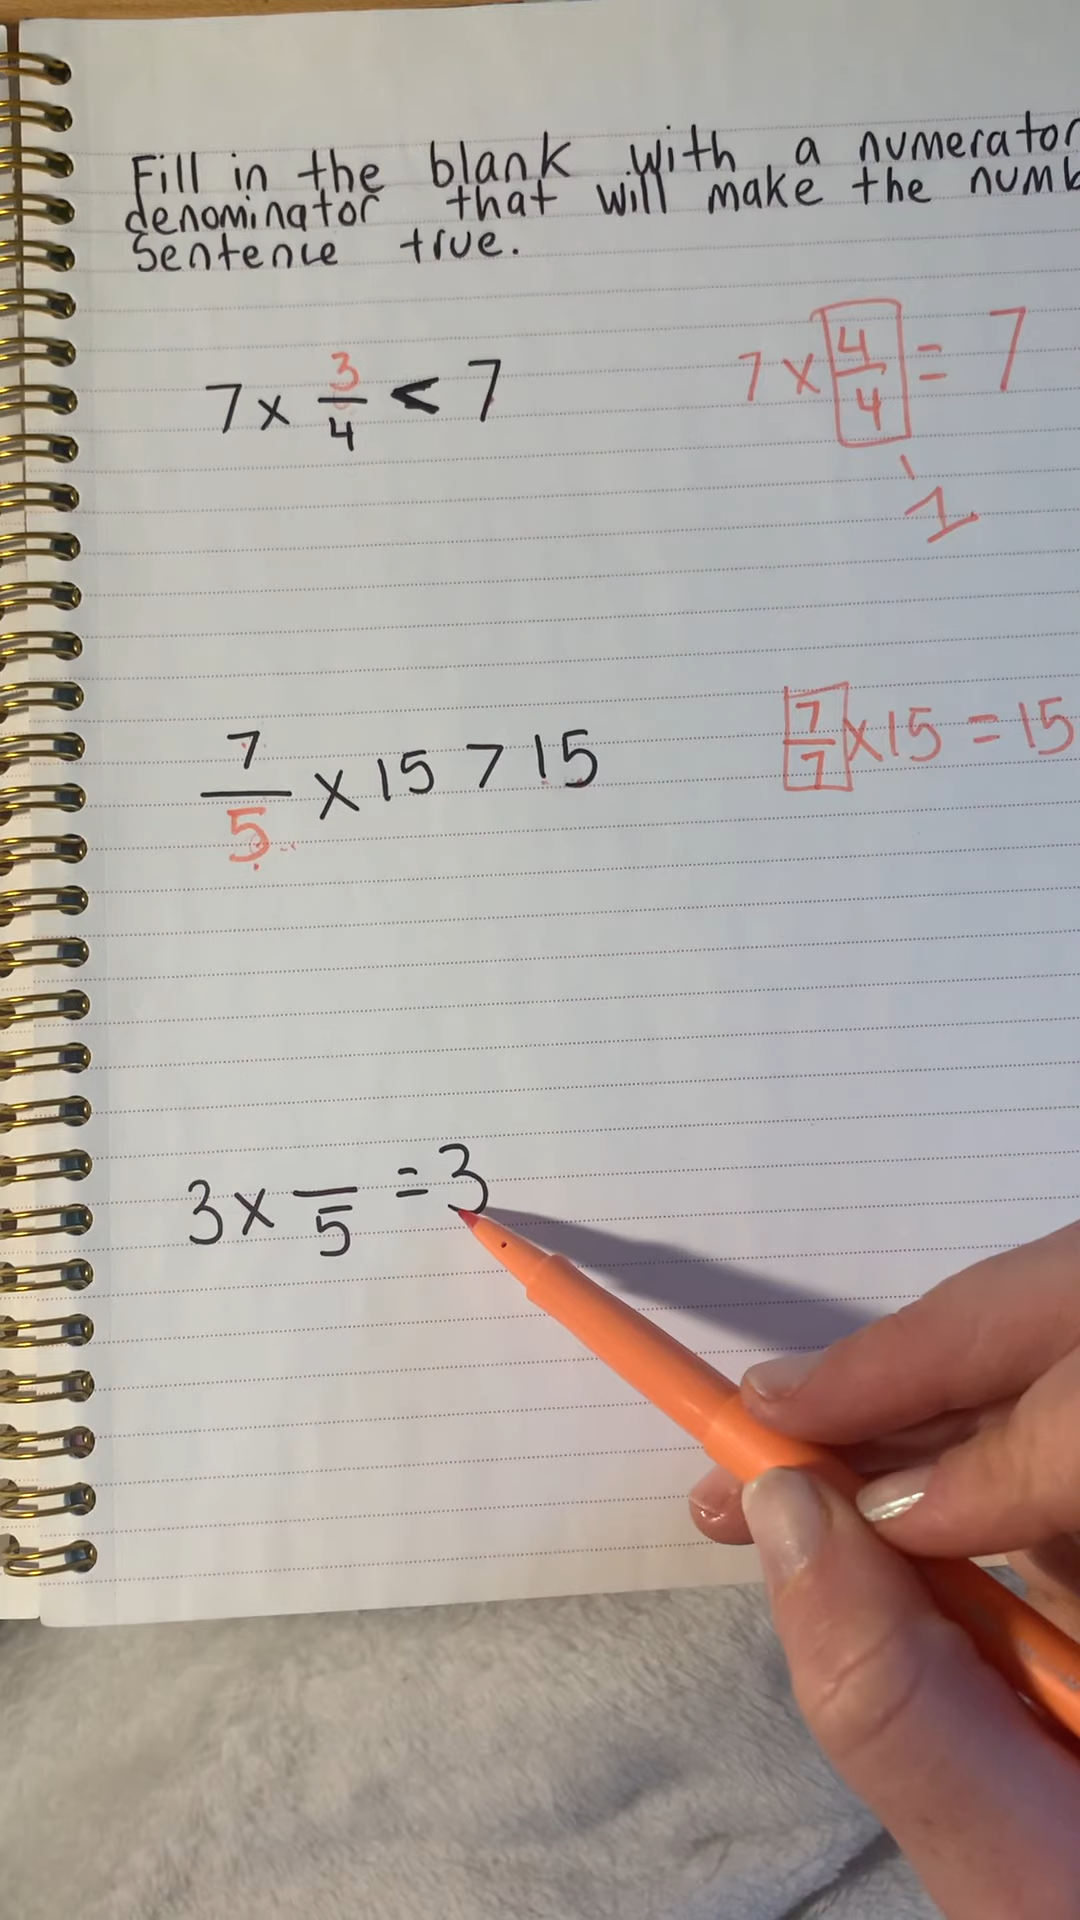 Fill in the blank with a numerator
denominator that will make the numb
Sentence true.
7 × 3/4 < 7
7 × 4/4 = 7
1
7/5 × 15 > 15
7/7 × 15 = 15
3 × _/5 = 3